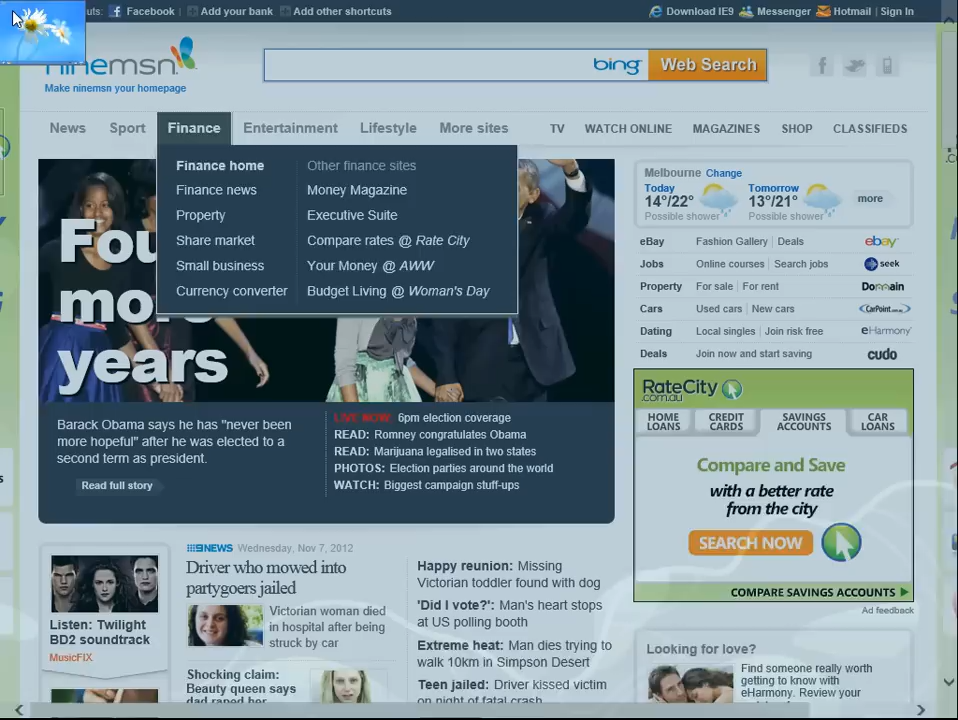 uts: Facebook Add your bank Add other shortcuts Download IE9 Messenger Hotmail Sign In
ninemsn
Make ninemsn your homepage
bing Web Search
News Sport Finance Entertainment Lifestyle More sites TV WATCH ONLINE MAGAZINES SHOP CLASSIFIEDS
Finance home
Finance news
Property
Share market
Small business
Currency converter
Other finance sites
Money Magazine
Executive Suite
Compare rates @ Rate City
Your Money @ AWW
Budget Living @ Woman's Day
Fou
more
years
Barack Obama says he has "never been
more hopeful" after he was elected to a
second term as president.
Read full story
LIVE NOW: 6pm election coverage
READ: Romney congratulates Obama
READ: Marijuana legalised in two states
PHOTOS: Election parties around the world
WATCH: Biggest campaign stuff-ups
Melbourne Change
Today
14°/22°
Possible shower
Tomorrow
13°/21°
Possible shower
more
eBay Fashion Gallery | Deals ebay
Jobs Online courses | Search jobs seek
Property For sale | For rent Domain
Cars Used cars | New cars CarPoint.com.au
Dating Local singles | Join risk free eHarmony
Deals Join now and start saving cudo
RateCity
.com.au
HOME LOANS
CREDIT CARDS
SAVINGS ACCOUNTS
CAR LOANS
Compare and Save
with a better rate
from the city
SEARCH NOW
COMPARE SAVINGS ACCOUNTS
Ad feedback
Listen: Twilight
BD2 soundtrack
MusicFIX
9NEWS Wednesday, Nov 7, 2012
Driver who mowed into
partygoers jailed
Victorian woman died
in hospital after being
struck by car
Shocking claim:
Beauty queen says
dad raped her
Happy reunion: Missing
Victorian toddler found with dog
'Did I vote?': Man's heart stops
at US polling booth
Extreme heat: Man dies trying to
walk 10km in Simpson Desert
Teen jailed: Driver kissed victim
on night of fatal crash
Looking for love?
Find someone really worth
getting to know with
eHarmony. Review your